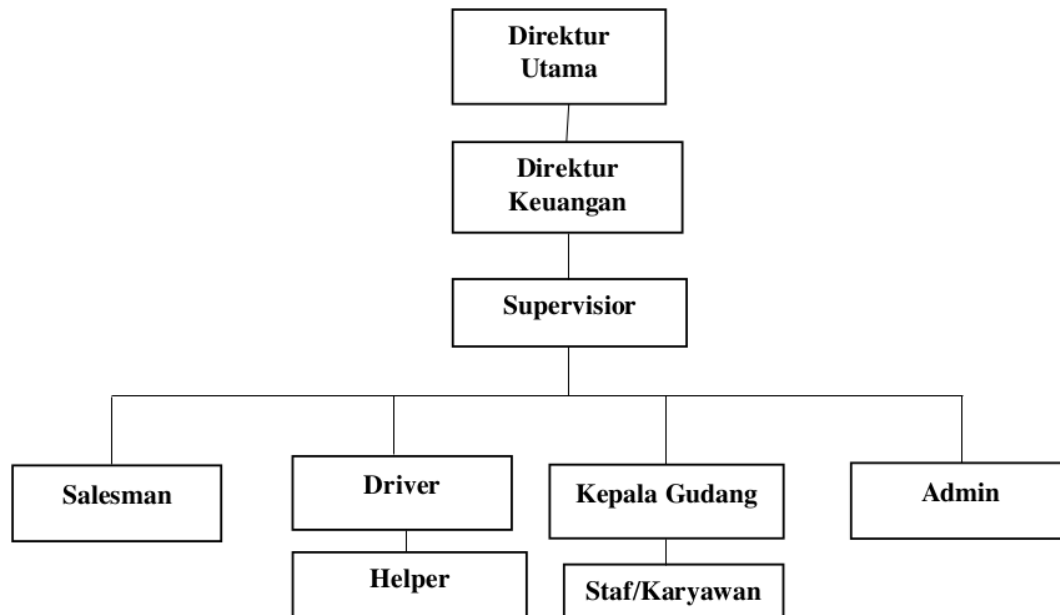 Direktur
Utama
Direktur
Keuangan
Supervisior
Salesman
Driver
Kepala Gudang
Admin
Helper
Staf/Karyawan